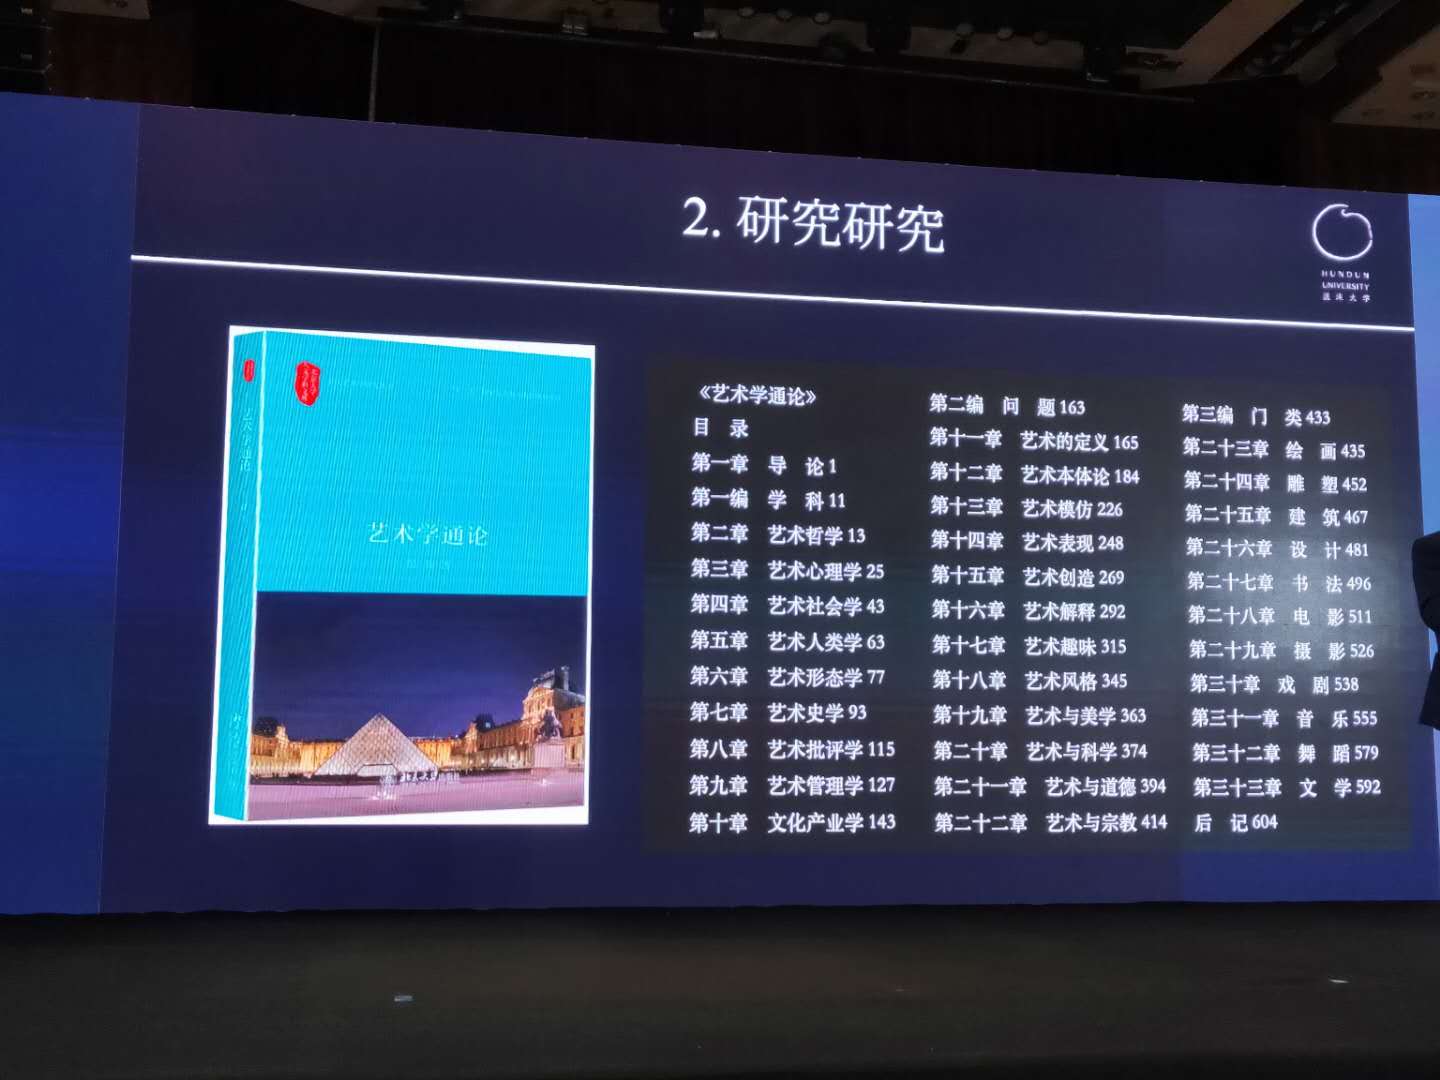 2. 研究研究
HUNDUN
UNIVERSITY
混沌大学
艺术学通论
艺术学通论
《艺术学通论》
目 录
第一章 导 论 1
第一编 学 科 11
第二章 艺术哲学 13
第三章 艺术心理学 25
第四章 艺术社会学 43
第五章 艺术人类学 63
第六章 艺术形态学 77
第七章 艺术史学 93
第八章 艺术批评学 115
第九章 艺术管理学 127
第十章 文化产业学 143
第二编 问 题 163
第十一章 艺术的定义 165
第十二章 艺术本体论 184
第十三章 艺术模仿 226
第十四章 艺术表现 248
第十五章 艺术创造 269
第十六章 艺术解释 292
第十七章 艺术趣味 315
第十八章 艺术风格 345
第十九章 艺术与美学 363
第二十章 艺术与科学 374
第二十一章 艺术与道德 394
第二十二章 艺术与宗教 414
第三编 门 类 433
第二十三章 绘 画 435
第二十四章 雕 塑 452
第二十五章 建 筑 467
第二十六章 设 计 481
第二十七章 书 法 496
第二十八章 电 影 511
第二十九章 摄 影 526
第三十章 戏 剧 538
第三十一章 音 乐 555
第三十二章 舞 蹈 579
第三十三章 文 学 592
后 记 604